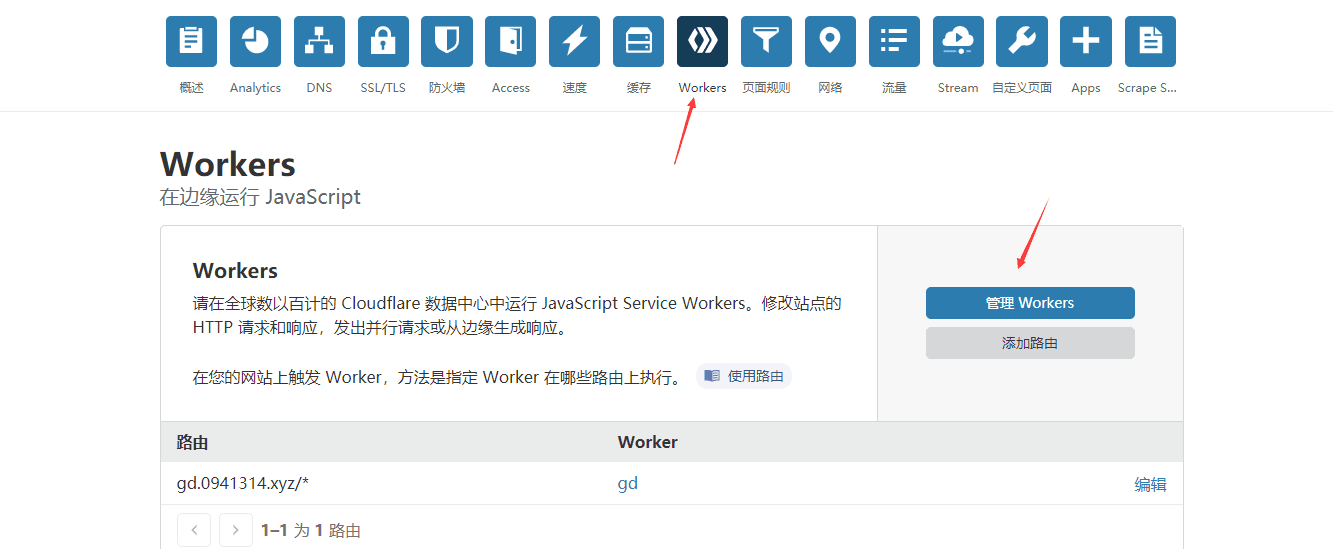 概述 Analytics DNS SSL/TLS 防火墙 Access 速度 缓存 Workers 页面规则 网络 流量 Stream 自定义页面 Apps Scrape S...
Workers
在边缘运行 JavaScript
Workers
请在全球数以百计的 Cloudflare 数据中心中运行 JavaScript Service Workers。修改站点的
HTTP 请求和响应，发出并行请求或从边缘生成响应。
管理 Workers
添加路由
在您的网站上触发 Worker，方法是指定 Worker 在哪些路由上执行。 使用路由
路由 Worker
gd.0941314.xyz/* gd 编辑
1–1 为 1 路由